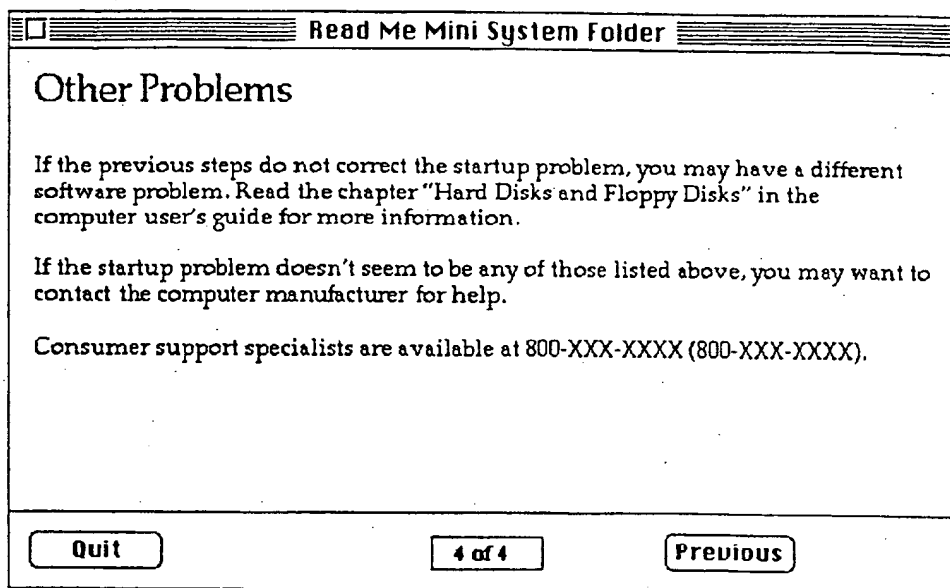 Read Me Mini System Folder
Other Problems
If the previous steps do not correct the startup problem, you may have a different
software problem. Read the chapter "Hard Disks and Floppy Disks" in the
computer user's guide for more information.
If the startup problem doesn't seem to be any of those listed above, you may want to
contact the computer manufacturer for help.
Consumer support specialists are available at 800-XXX-XXXX (800-XXX-XXXX).
Quit
4 of 4
Previous